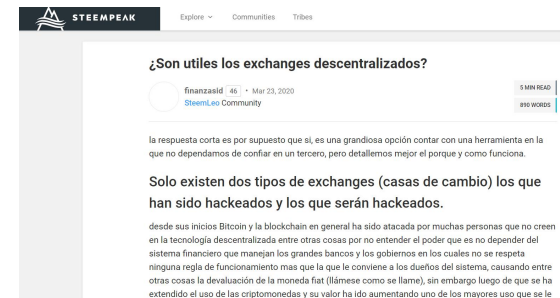 STEEMPEAK
Explore
Communities
Tribes
¿Son utiles los exchanges descentralizados?
finanzasid 46 • Mar 23, 2020
SteemLeo Community
5 MIN READ
890 WORDS
la respuesta corta es por supuesto que si, es una grandiosa opción contar con una herramienta en la
que no dependamos de confiar en un tercero, pero detallemos mejor el porque y como funciona.
Solo existen dos tipos de exchanges (casas de cambio) los que
han sido hackeados y los que serán hackeados.
desde sus inicios Bitcoin y la blockchain en general ha sido atacada por muchas personas que no creen
en la tecnología descentralizada entre otras cosas por no entender el poder que es no depender del
sistema financiero que manejan los grandes bancos y los gobiernos en los cuales no se respeta
ninguna regla de funcionamiento mas que la que le conviene a los dueños del sistema, causando entre
otras cosas la devaluación de la moneda fiat (llámese como se llame), sin embargo luego de que se ha
extendido el uso de las criptomonedas y su valor ha ido aumentando uno de los mayores uso que se le